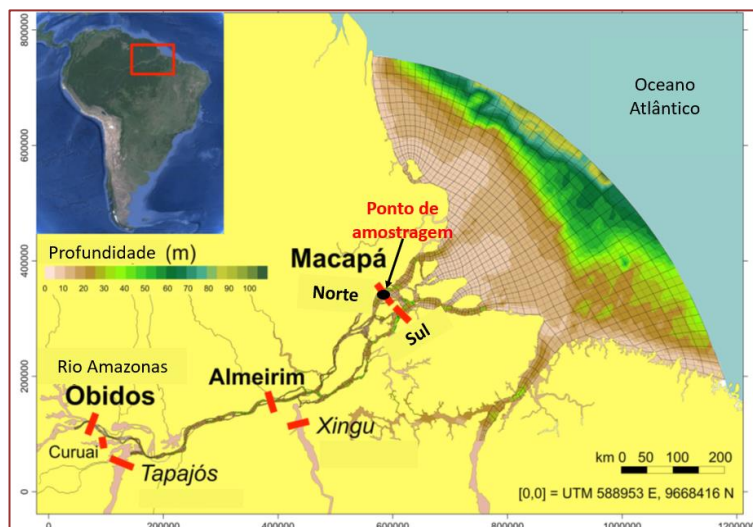 800000
600000
400000
200000
0
Oceano
Atlântico
Ponto de
amostragem
Profundidade (m)
0 10 20 30 40 50 60 70 80 90 100
Macapá
Norte
Sul
Rio Amazonas
Obidos
Almeirim
Curuai
Tapajós
Xingu
km 0 50 100 200
[0,0] = UTM 588953 E, 9668416 N
0 200000 400000 600000 800000 1000000 1200000